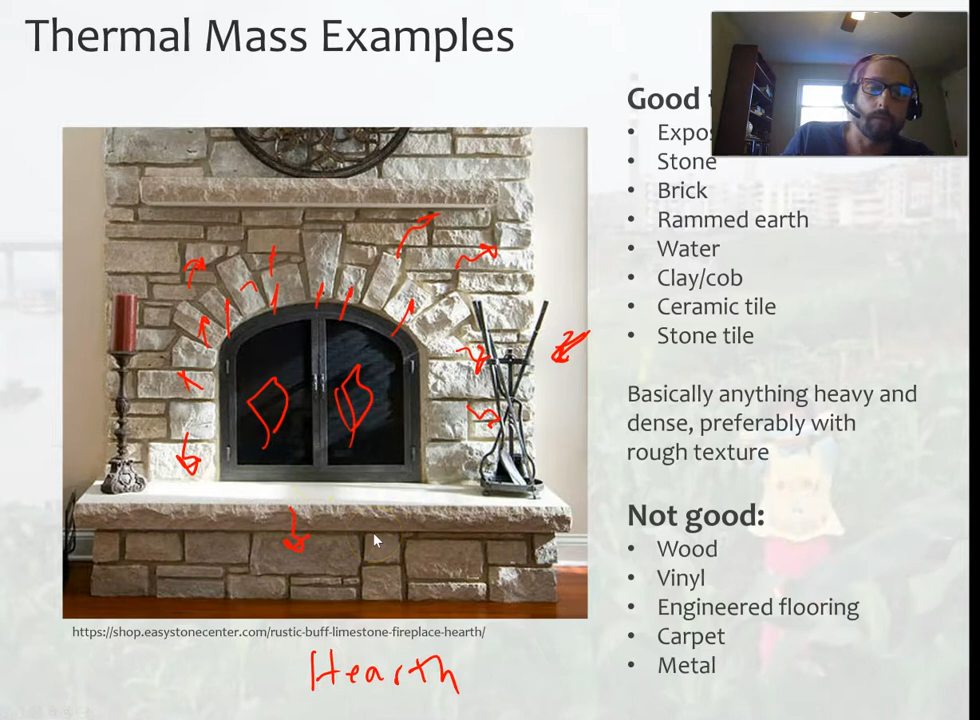 Thermal Mass Examples
Good
Expos
• Stone
• Brick
• Rammed earth
• Water
• Clay/cob
• Ceramic tile
• Stone tile
Basically anything heavy and
dense, preferably with
rough texture
Not good:
• Wood
• Vinyl
• Engineered flooring
• Carpet
• Metal
https://shop.easystonecenter.com/rustic-buff-limestone-fireplace-hearth/
Hearth